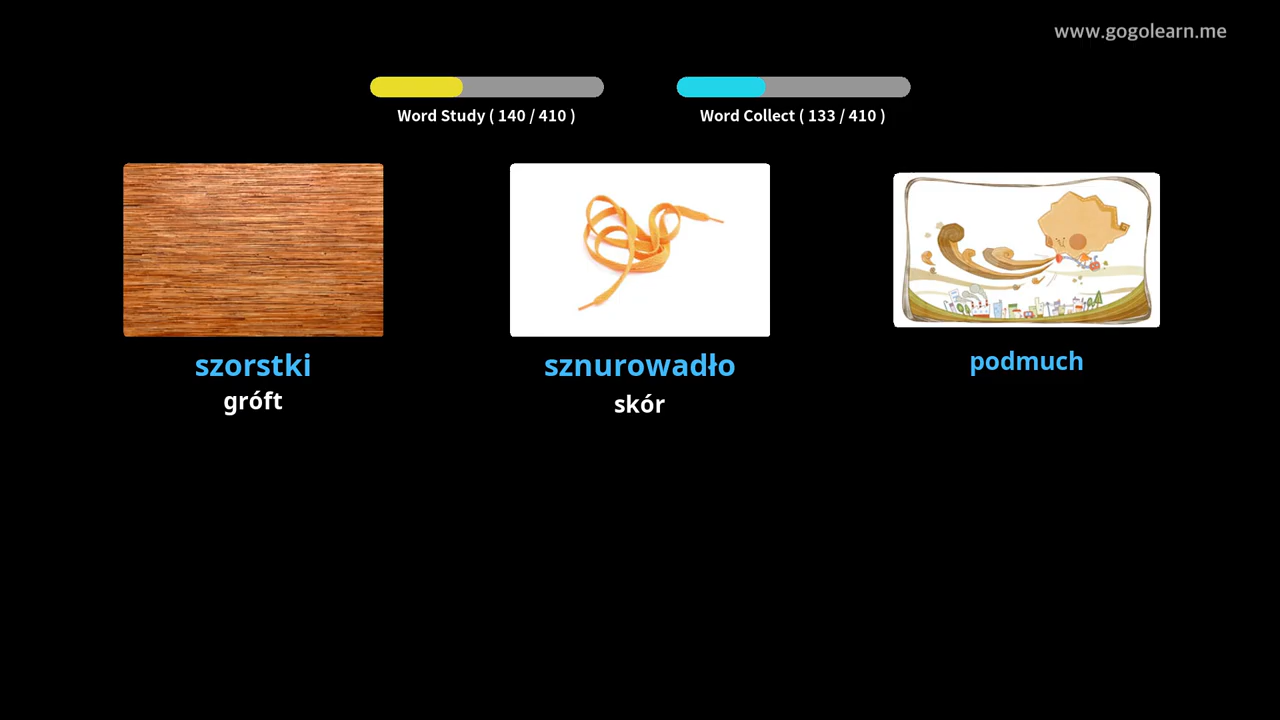 www.gogolearn.me
Word Study ( 140 / 410 )
Word Collect ( 133 / 410 )
szorstki
gróft
sznurowadło
skór
podmuch